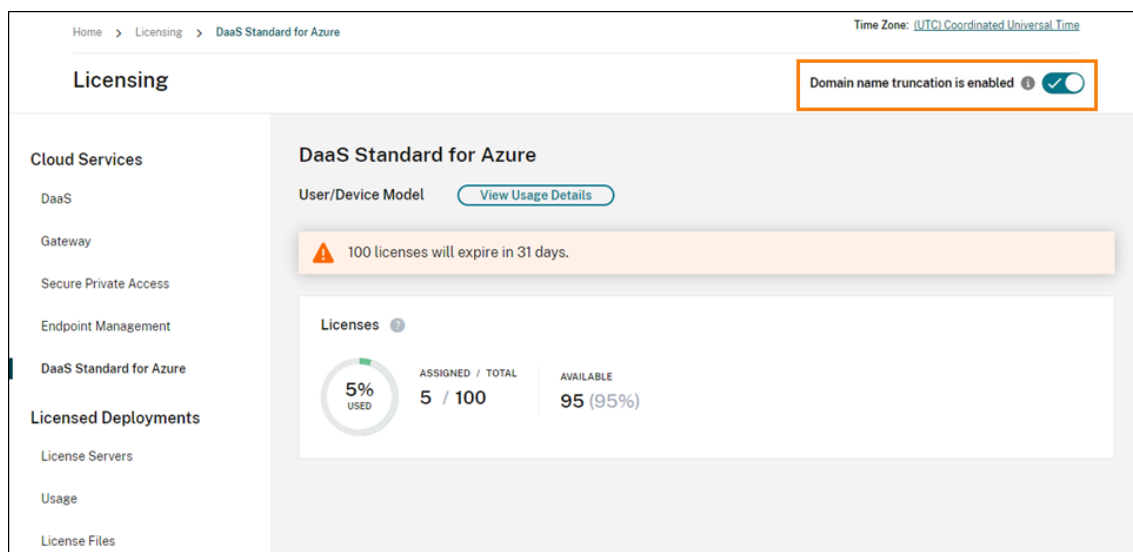 Home > Licensing > DaaS Standard for Azure
Time Zone: (UTC) Coordinated Universal Time
Licensing
Domain name truncation is enabled
Cloud Services
DaaS
Gateway
Secure Private Access
Endpoint Management
DaaS Standard for Azure
Licensed Deployments
License Servers
Usage
License Files
DaaS Standard for Azure
User/Device Model
View Usage Details
100 licenses will expire in 31 days.
Licenses ?
5%
USED
ASSIGNED / TOTAL
5 / 100
AVAILABLE
95 (95%)